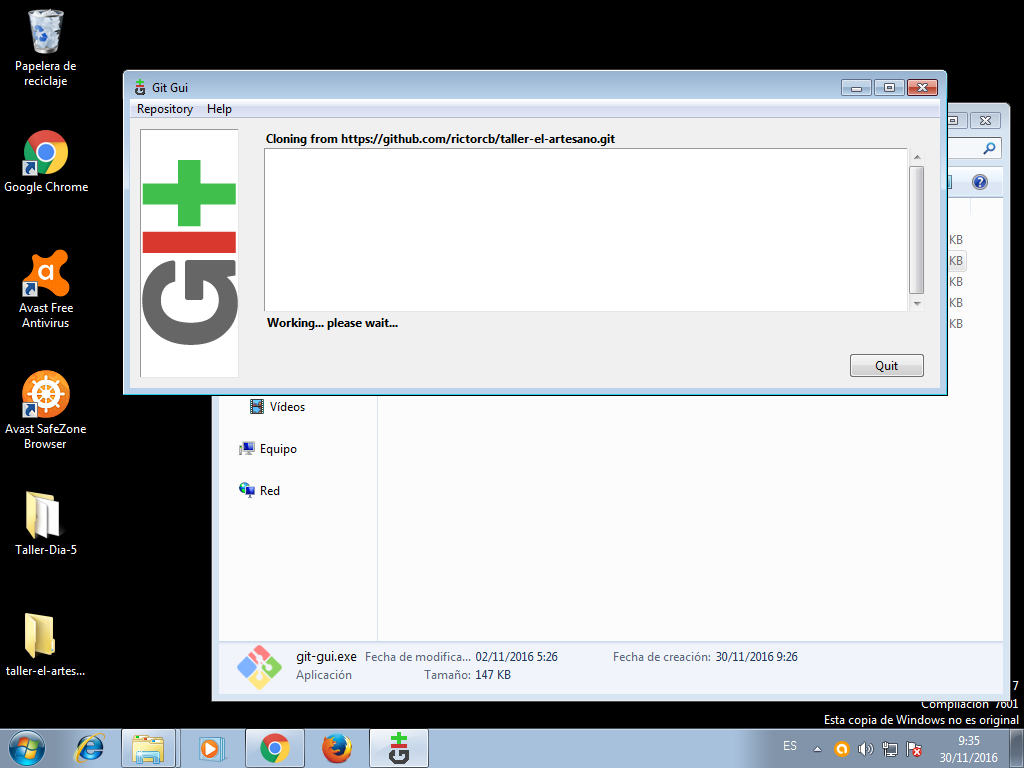 Papelera de
reciclaje
Google Chrome
Avast Free
Antivirus
Avast SafeZone
Browser
Taller-Dia-5
taller-el-artes...
Git Gui
Repository Help
Cloning from https://github.com/rictorcb/taller-el-artesano.git
Working... please wait...
Quit
GIT
KB
KB
KB
KB
KB
Vídeos
Equipo
Red
git-gui.exe Fecha de modifica... 02/11/2016 5:26 Fecha de creación: 30/11/2016 9:26
Aplicación Tamaño: 147 KB
7
Compilación 7601
Esta copia de Windows no es original
ES
9:35
30/11/2016